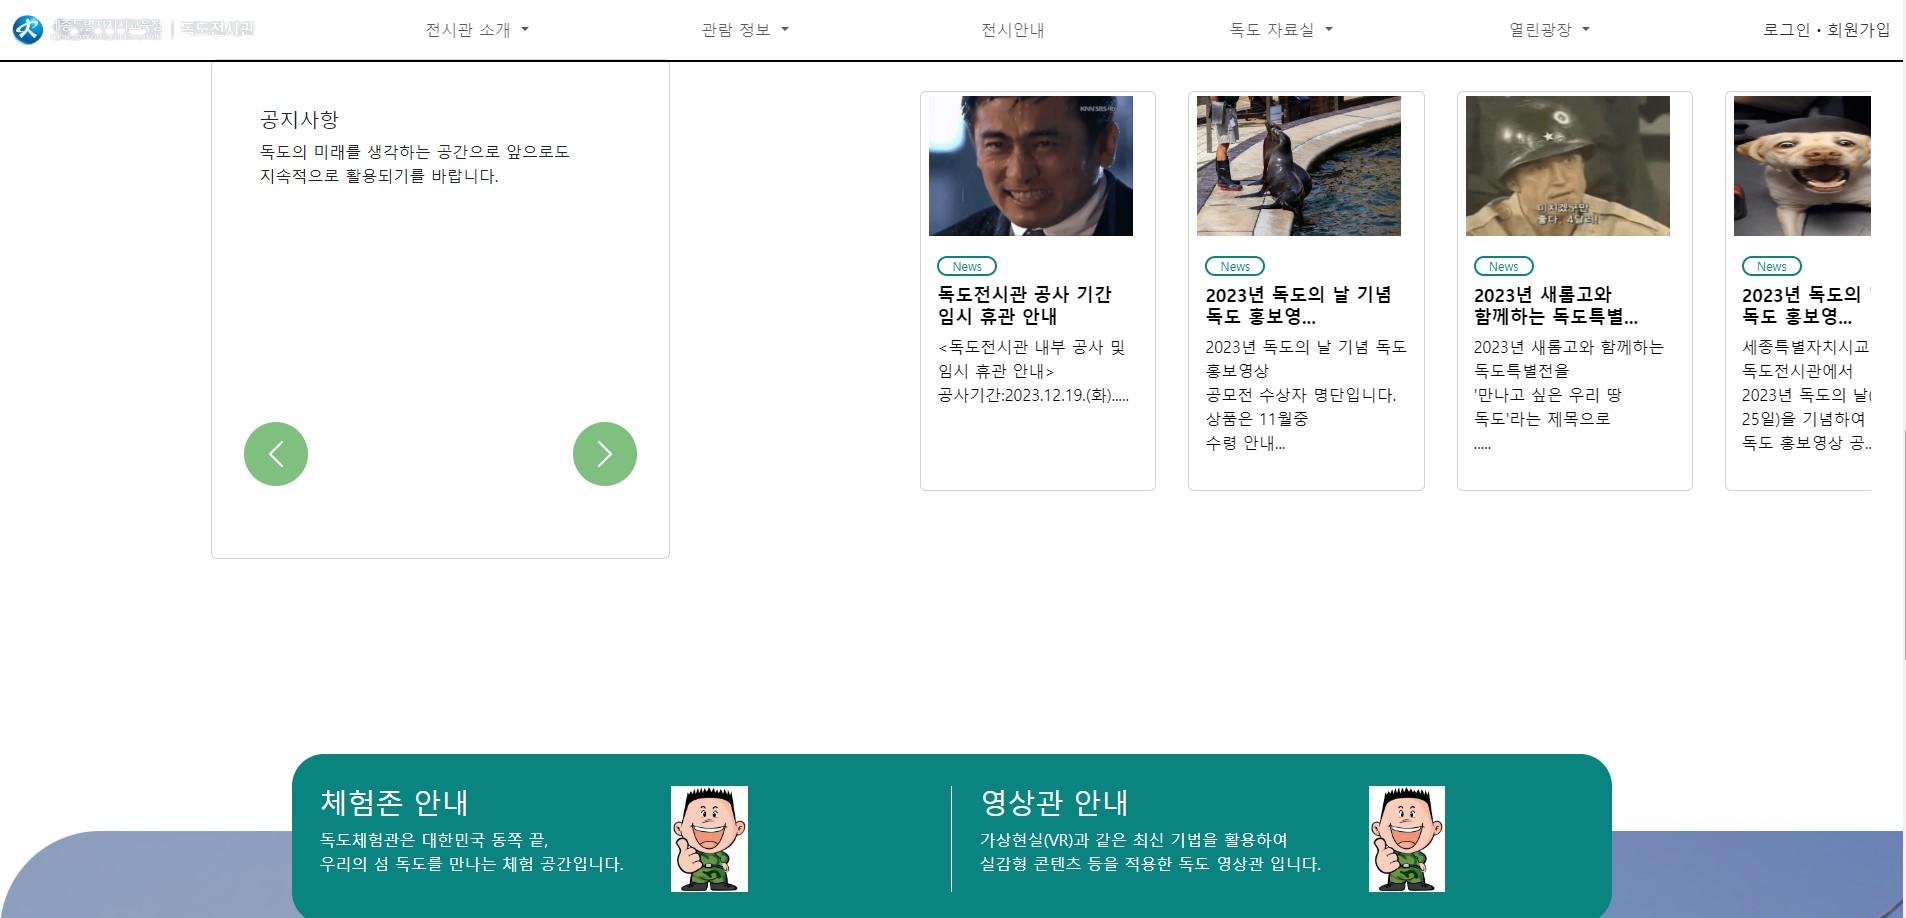 독도전시관
전시관 소개
관람 정보
전시안내
독도 자료실
열린광장
로그인 • 회원가입
공지사항
독도의 미래를 생각하는 공간으로 앞으로도
지속적으로 활용되기를 바랍니다.
KNN SBS
News
독도전시관 공사 기간
임시 휴관 안내
<독도전시관 내부 공사 및
임시 휴관 안내>
공사기간:2023.12.19.(화).....
News
2023년 독도의 날 기념
독도 홍보영...
2023년 독도의 날 기념 독도
홍보영상
공모전 수상자 명단입니다.
상품은 11월중
수령 안내...
미치겠구만
좋다. 4달러!
News
2023년 새롬고와
함께하는 독도특별...
2023년 새롬고와 함께하는
독도특별전을
'만나고 싶은 우리 땅
독도'라는 제목으로
.....
News
2023년 독도의
독도 홍보영...
세종특별자치시교
독도전시관에서
2023년 독도의 날(
25일)을 기념하여
독도 홍보영상 공..
체험존 안내
독도체험관은 대한민국 동쪽 끝,
우리의 섬 독도를 만나는 체험 공간입니다.
영상관 안내
가상현실(VR)과 같은 최신 기법을 활용하여
실감형 콘텐츠 등을 적용한 독도 영상관 입니다.